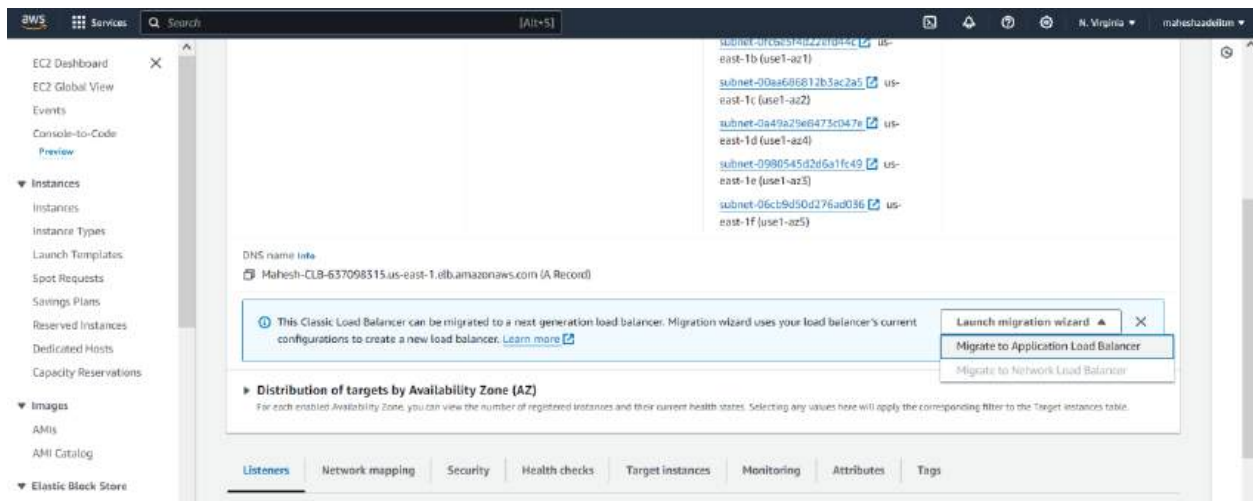 aws
Services
Search
[Alt+S]
N. Virginia
EC2 Dashboard
EC2 Global View
Events
Console-to-Code
Preview
Instances
Instances
Instance Types
Launch Templates
Spot Requests
Savings Plans
Reserved Instances
Dedicated Hosts
Capacity Reservations
Images
AMIs
AMI Catalog
Elastic Block Store
us-
east-1b (use1-az1)
subnet-00aa686812b3ac2a5 us-
east-1c (use1-az2)
subnet-0a49a29e8473c047e us-
east-1d (use1-az4)
subnet-0980545d2d6a1fc49 us-
east-1e (use1-az3)
subnet-06cb9d50d276ad036 us-
east-1f (use1-az5)
DNS name Info
Mahesh-CLB-637098315.us-east-1.elb.amazonaws.com (A Record)
This Classic Load Balancer can be migrated to a next generation load balancer. Migration wizard uses your load balancer's current
configurations to create a new load balancer. Learn more
Launch migration wizard
Migrate to Application Load Balancer
Migrate to Network Load Balancer
Distribution of targets by Availability Zone (AZ)
For each enabled Availability Zone, you can view the number of registered instances and their current health states. Selecting any values here will apply the corresponding filter to the Target instances table.
Listeners
Network mapping
Security
Health checks
Target instances
Monitoring
Attributes
Tags